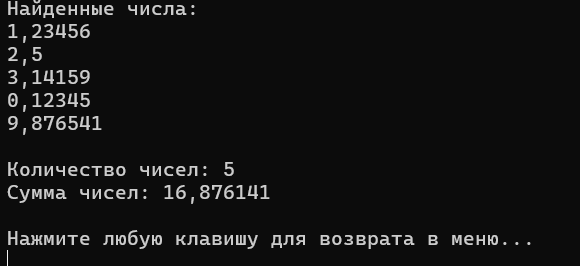 Найденные числа:
1,23456
2,5
3,14159
0,12345
9,876541
Количество чисел: 5
Сумма чисел: 16,876141
Нажмите любую клавишу для возврата в меню...